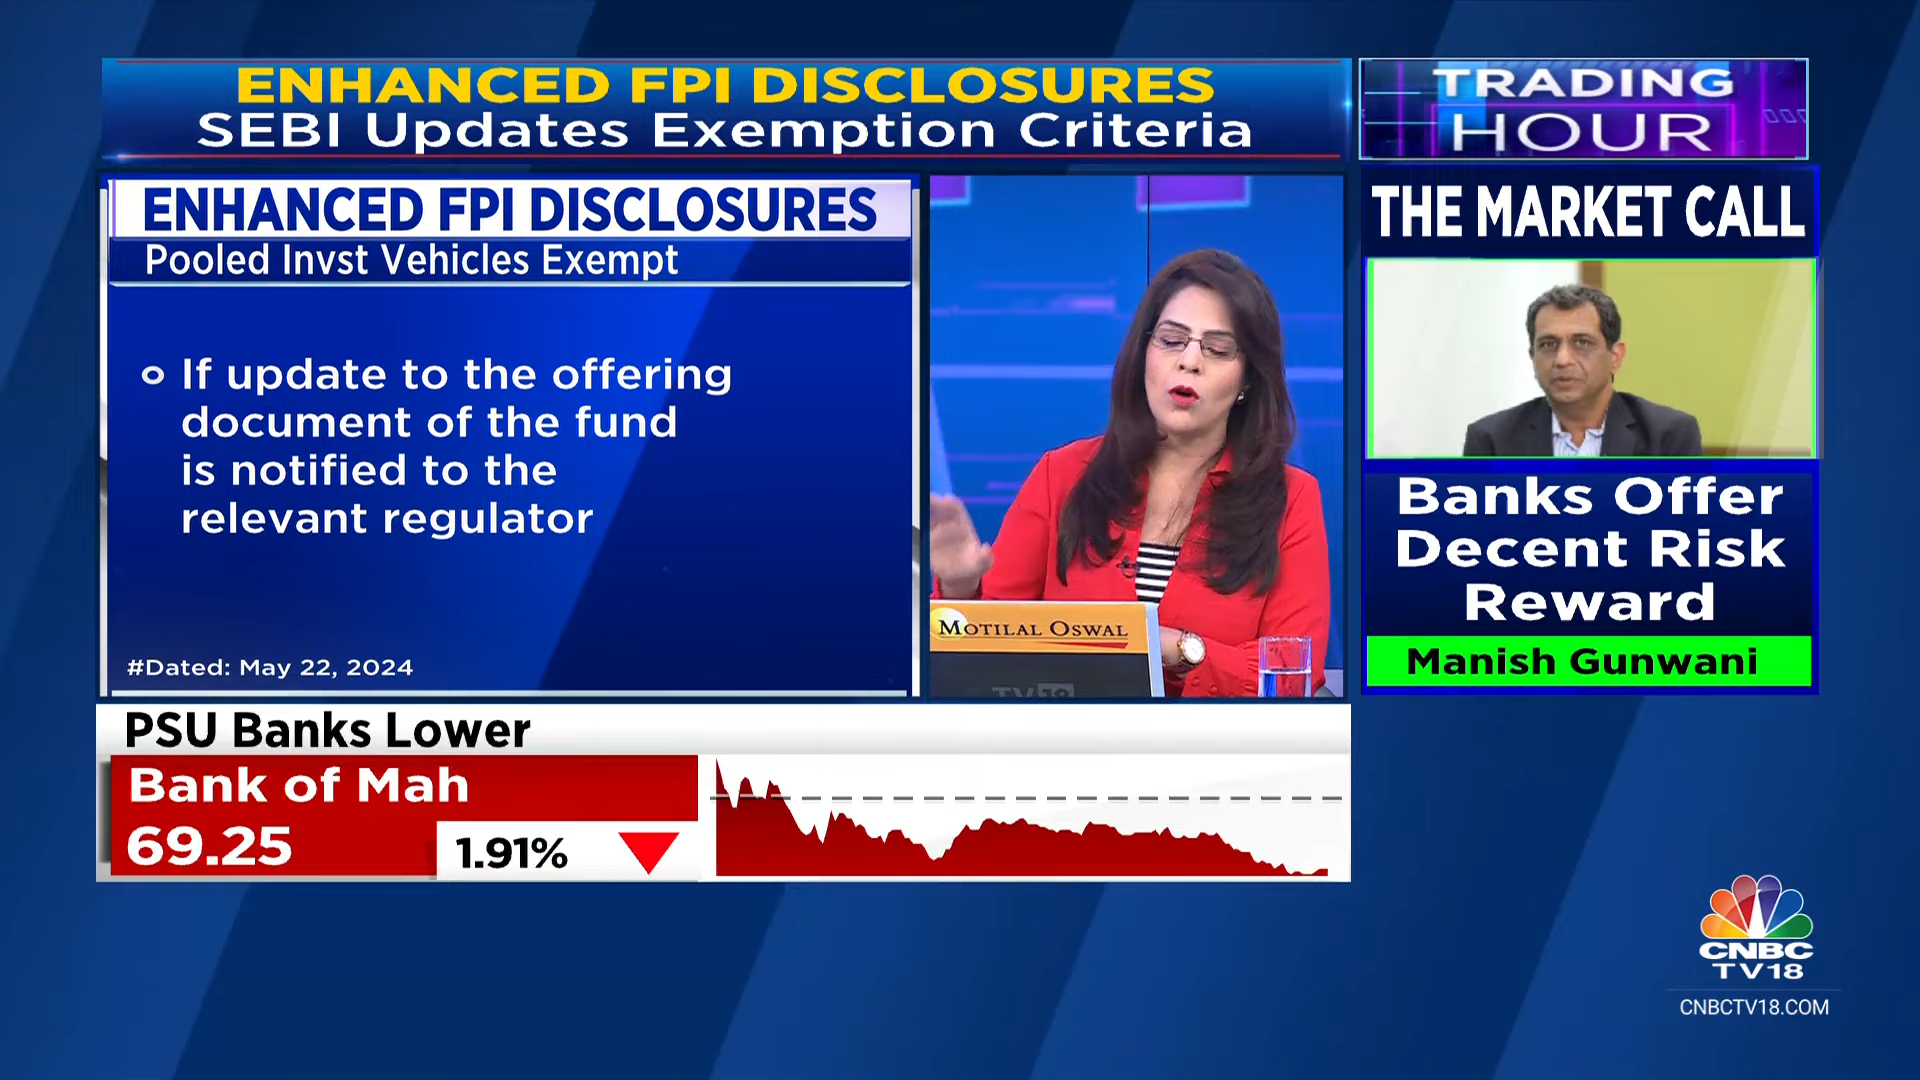 ENHANCED FPI DISCLOSURES
SEBI Updates Exemption Criteria
TRADING
HOUR
ENHANCED FPI DISCLOSURES
Pooled Invst Vehicles Exempt
If update to the offering
document of the fund
is notified to the
relevant regulator
#Dated: May 22, 2024
MOTILAL OSWAL
TV18
THE MARKET CALL
Banks Offer
Decent Risk
Reward
Manish Gunwani
PSU Banks Lower
Bank of Mah
69.25
1.91%
CNBC
TV18
CNBCTV18.COM